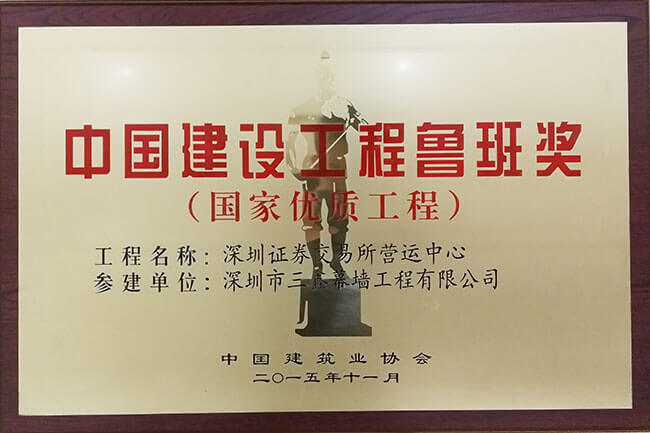 中国建设工程鲁班奖
（国家优质工程）
工程名称：深圳证券交易所营运中心
参建单位：深圳市三鑫幕墙工程有限公司
中国建筑业协会
二〇一五年十一月